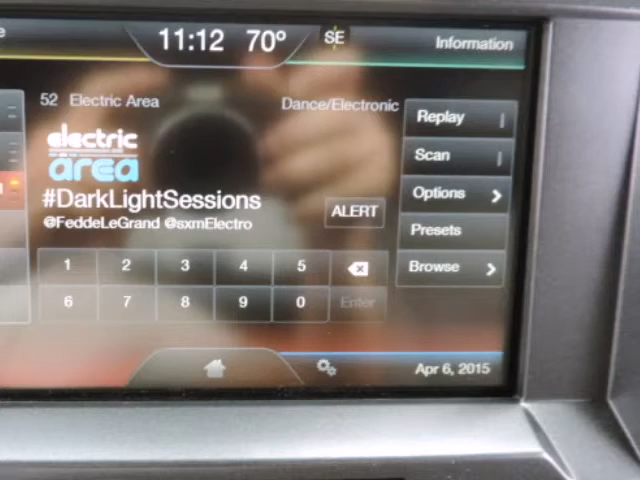 11:12 70° SE Information
52 Electric Area Dance/Electronic
electric
area
#DarkLightSessions
@FeddeLeGrand @sxmElectro
ALERT
Replay
Scan
Options
Presets
Browse
1 2 3 4 5
6 7 8 9 0 Enter
Apr 6, 2015